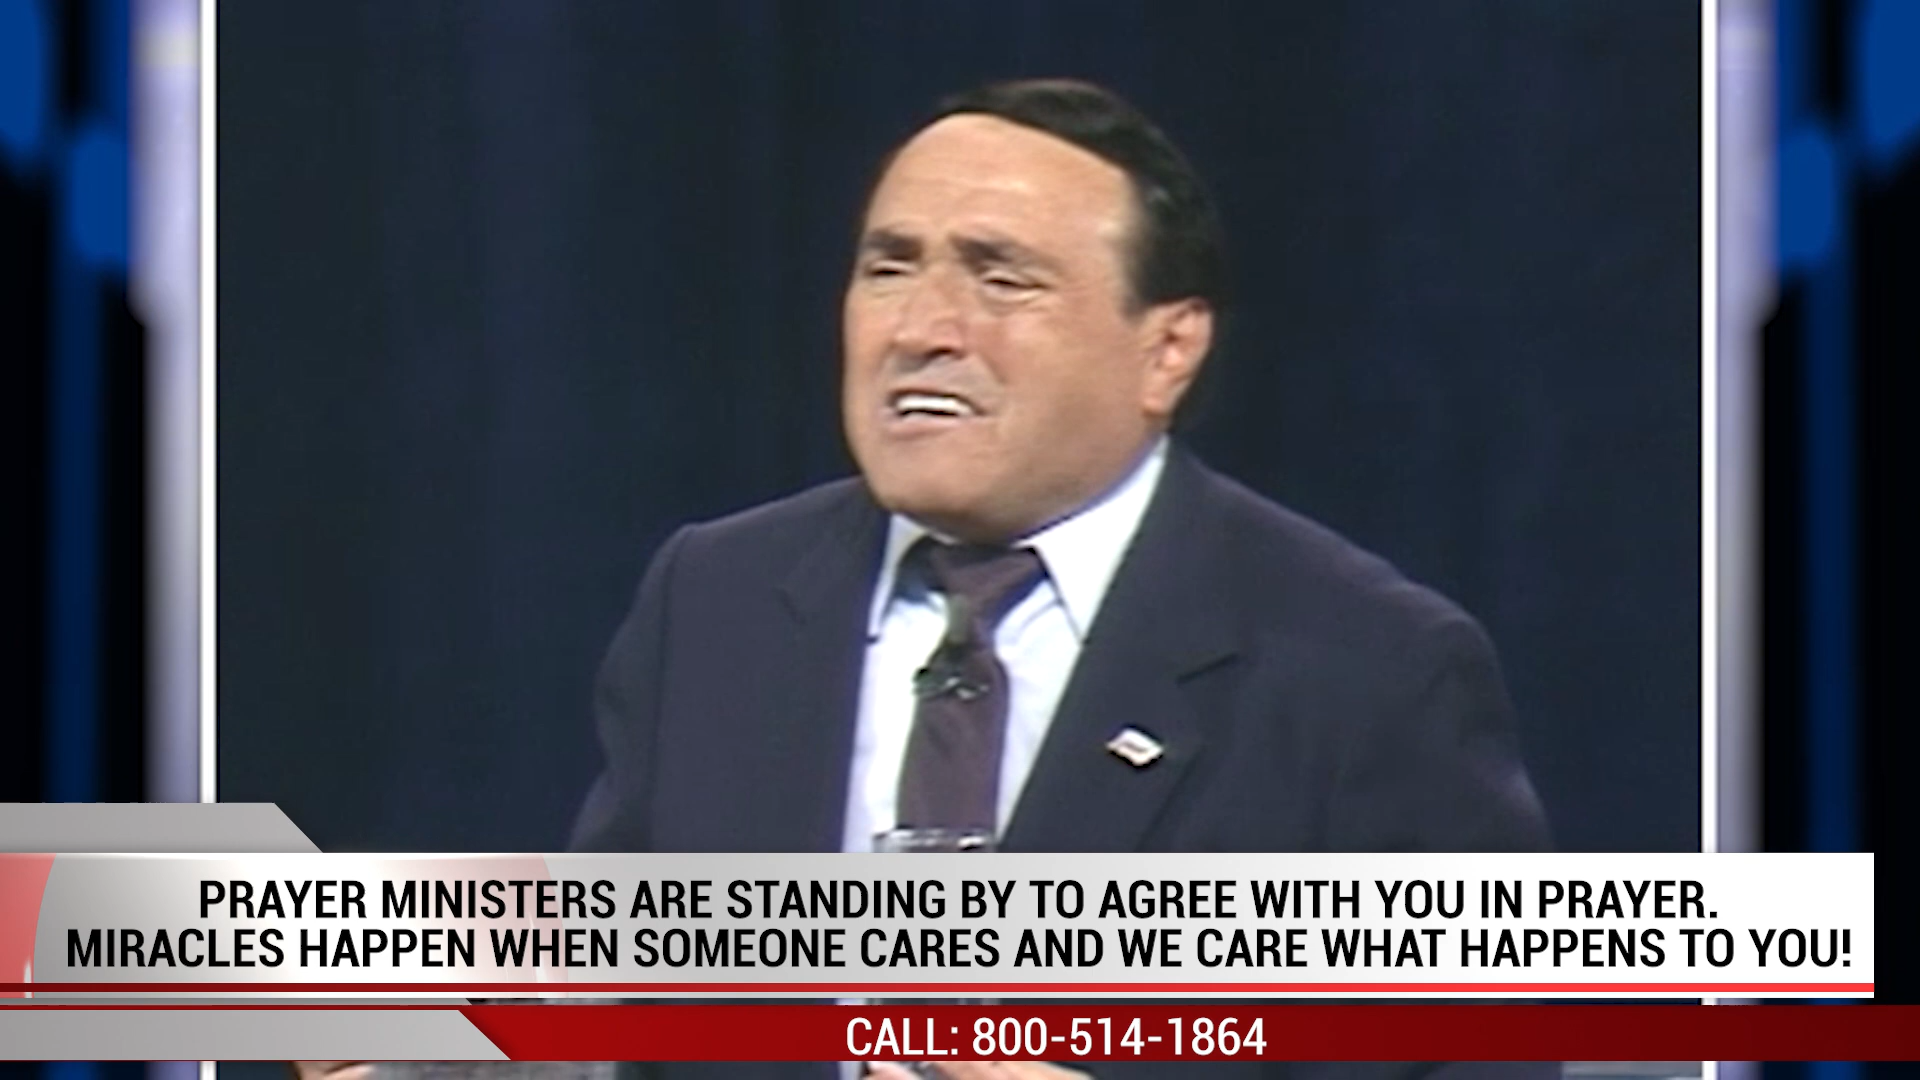 PRAYER MINISTERS ARE STANDING BY TO AGREE WITH YOU IN PRAYER.
MIRACLES HAPPEN WHEN SOMEONE CARES AND WE CARE WHAT HAPPENS TO YOU!
CALL: 800-514-1864